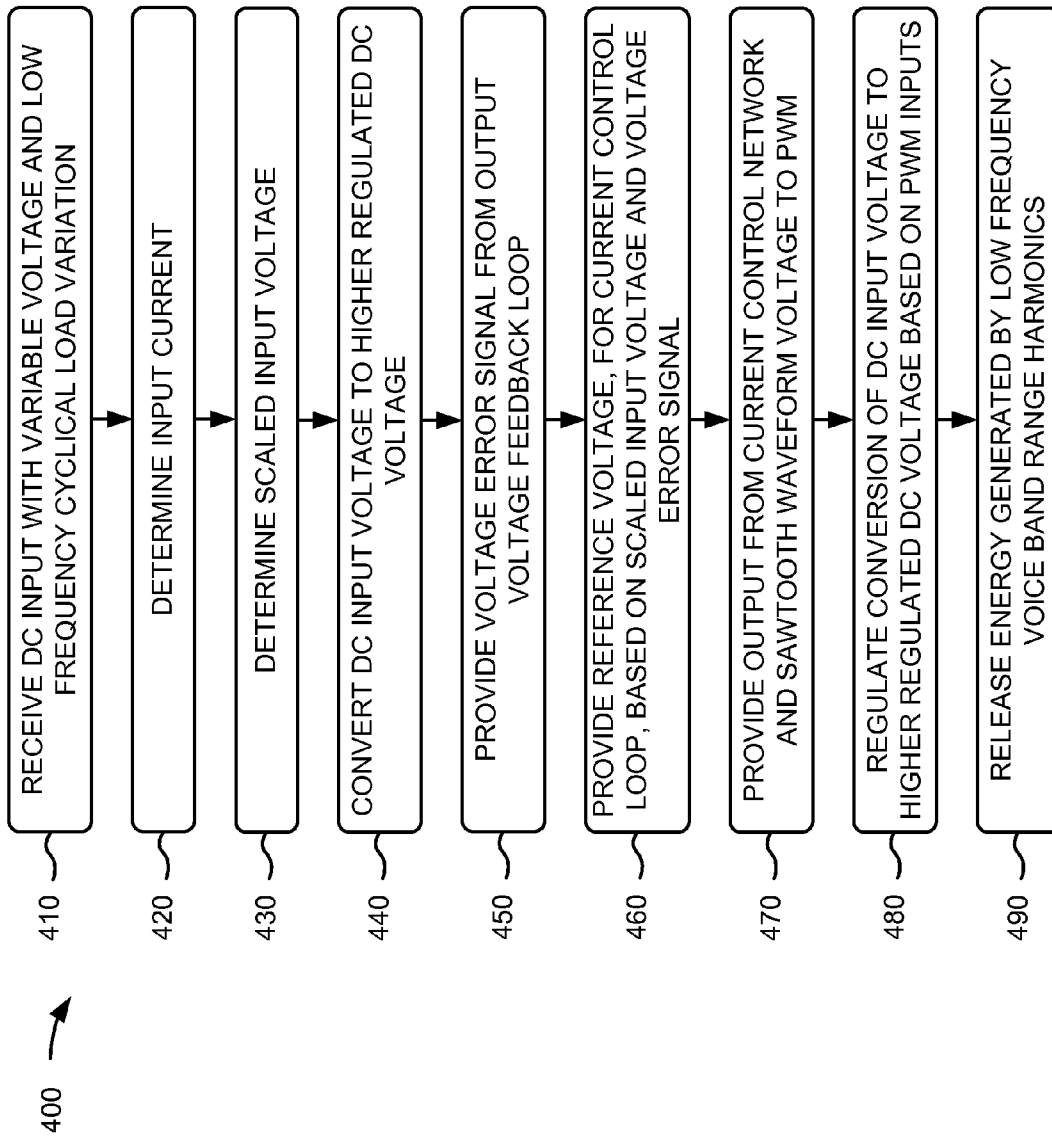 400
410
RECEIVE DC INPUT WITH VARIABLE VOLTAGE AND LOW
FREQUENCY CYCLICAL LOAD VARIATION
420
DETERMINE INPUT CURRENT
430
DETERMINE SCALED INPUT VOLTAGE
440
CONVERT DC INPUT VOLTAGE TO HIGHER REGULATED DC
VOLTAGE
450
PROVIDE VOLTAGE ERROR SIGNAL FROM OUTPUT
VOLTAGE FEEDBACK LOOP
460
PROVIDE REFERENCE VOLTAGE, FOR CURRENT CONTROL
LOOP, BASED ON SCALED INPUT VOLTAGE AND VOLTAGE
ERROR SIGNAL
470
PROVIDE OUTPUT FROM CURRENT CONTROL NETWORK
AND SAWTOOTH WAVEFORM VOLTAGE TO PWM
480
REGULATE CONVERSION OF DC INPUT VOLTAGE TO
HIGHER REGULATED DC VOLTAGE BASED ON PWM INPUTS
490
RELEASE ENERGY GENERATED BY LOW FREQUENCY
VOICE BAND RANGE HARMONICS